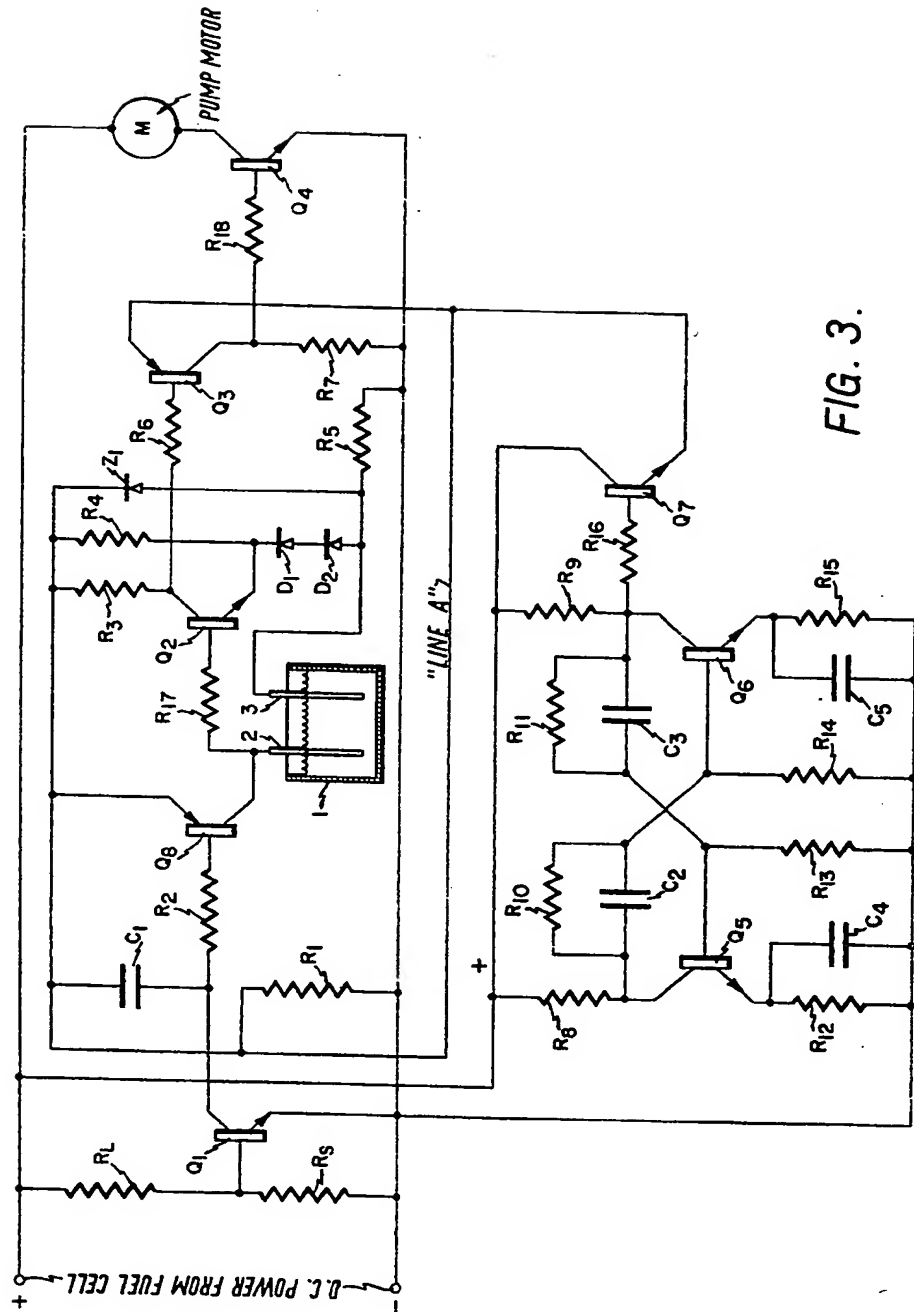 PUMP MOTOR
M
Q4
R18
Q3
R7
R6
R5
Z1
R4
R3
D1
D2
Q2
R17
2
3
1
Q8
R2
C1
R1
"LINE A"
Q1
RL
RS
D.C. POWER FROM FUEL CELL
+
-
+
R8
R9
R10
R11
C2
C3
R16
Q7
Q5
Q6
R12
C4
R13
R14
C5
R15
FIG. 3.